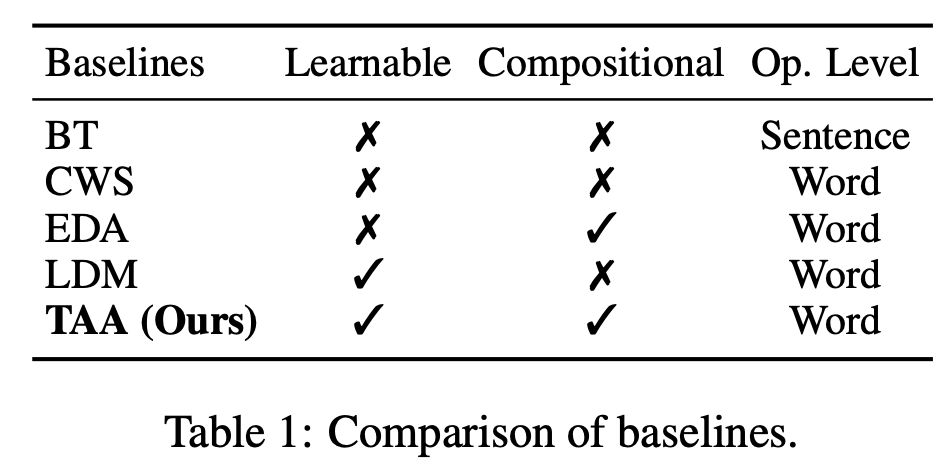 Baselines Learnable Compositional Op. Level
BT ✗ ✗ Sentence
CWS ✗ ✗ Word
EDA ✗ ✓ Word
LDM ✓ ✗ Word
TAA (Ours) ✓ ✓ Word
Table 1: Comparison of baselines.